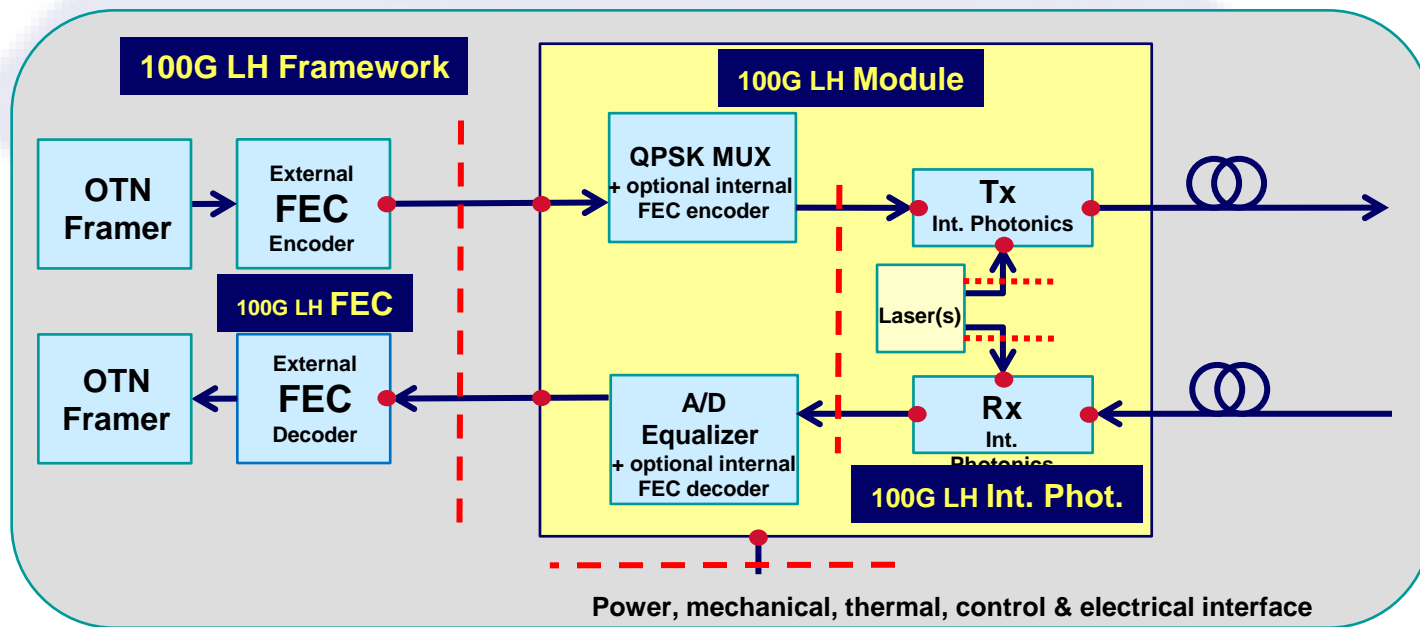 100G LH Framework
100G LH Module
OTN
Framer
External
FEC
Encoder
QPSK MUX
+ optional internal
FEC encoder
Tx
Int. Photonics
Laser(s)
100G LH FEC
OTN
Framer
External
FEC
Decoder
A/D
Equalizer
+ optional internal
FEC decoder
Rx
Int.
Photonics
100G LH Int. Phot.
Power, mechanical, thermal, control & electrical interface